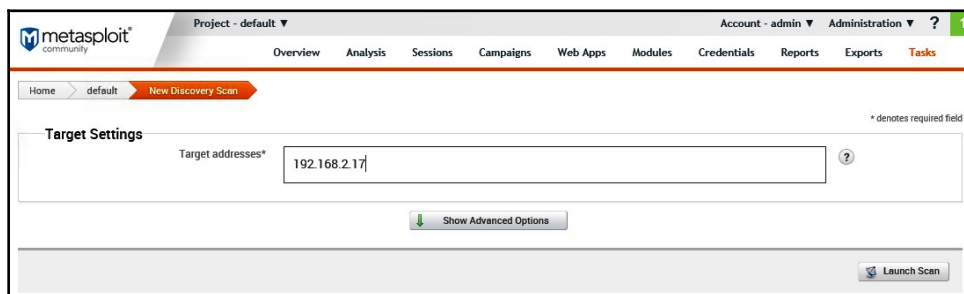 metasploit®
community
Project - default ▼ Account - admin ▼ Administration ▼ ?
Overview Analysis Sessions Campaigns Web Apps Modules Credentials Reports Exports Tasks
Home default New Discovery Scan
* denotes required field
Target Settings
Target addresses* 192.168.2.17 ?
Show Advanced Options
Launch Scan